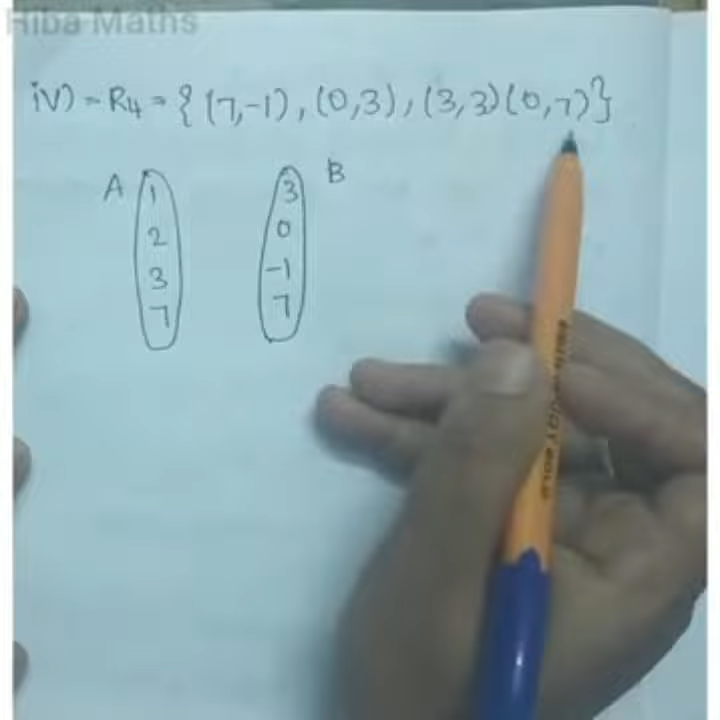 Hiba Maths
iv) - R4 = { (7,-1), (0,3), (3,3)(0,7)}
A 1 3 B
2 0
3 -1
7 7